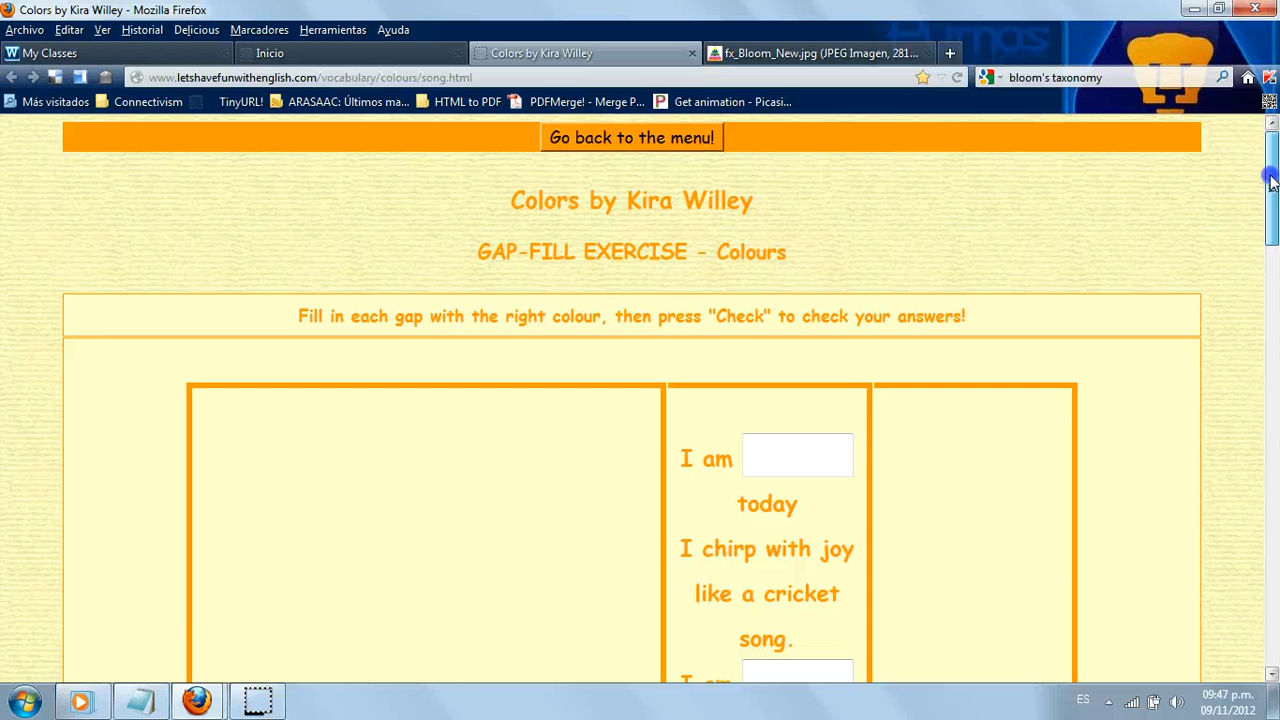 Colors by Kira Willey - Mozilla Firefox
Archivo Editar Ver Historial Delicious Marcadores Herramientas Ayuda
My Classes Inicio Colors by Kira Willey fx_Bloom_New.jpg (JPEG Imagen, 281...
www.letshavefunwithenglish.com/vocabulary/colours/song.html bloom's taxonomy
Más visitados Connectivism TinyURL! ARASAAC: Últimos ma... HTML to PDF PDFMerge! - Merge P... Get animation - Picasi...
Go back to the menu!
Colors by Kira Willey
GAP-FILL EXERCISE - Colours
Fill in each gap with the right colour, then press "Check" to check your answers!
I am
today
I chirp with joy
like a cricket
song.
I am
ES 09:47 p.m.
09/11/2012